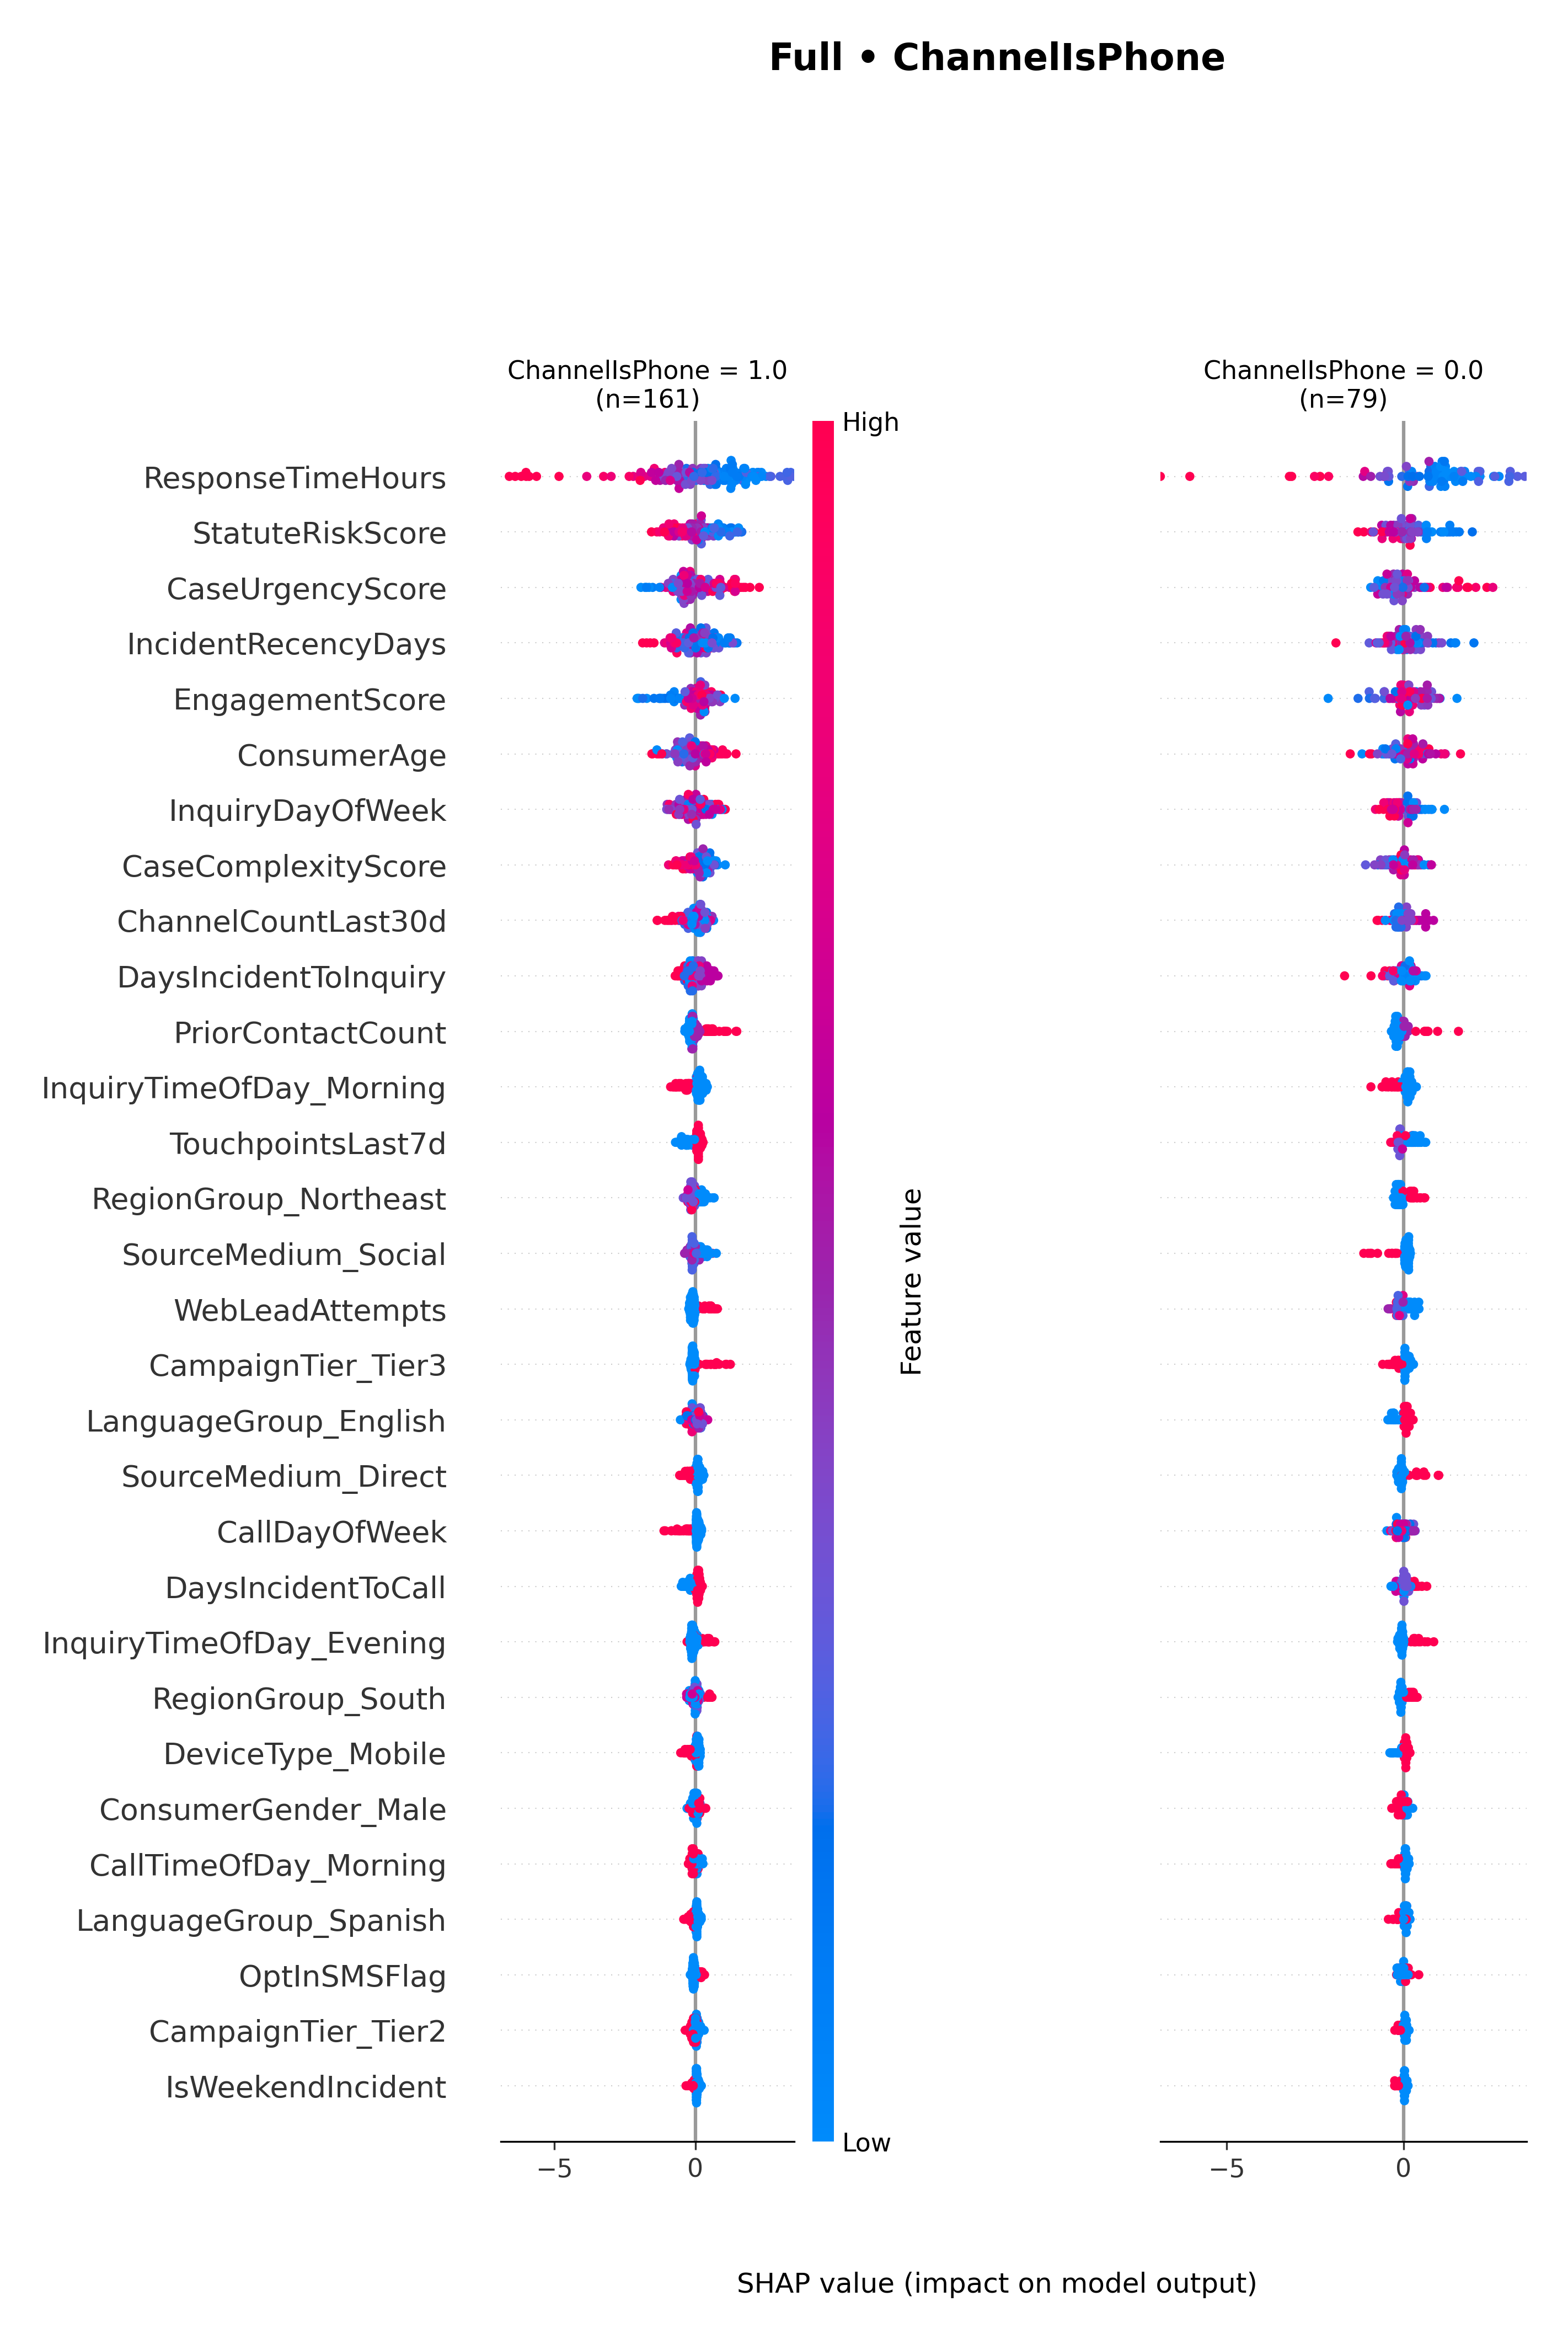 Full • ChannelIsPhone
ChannelIsPhone = 1.0
(n=161)
ChannelIsPhone = 0.0
(n=79)
High
ResponseTimeHours
StatuteRiskScore
CaseUrgencyScore
IncidentRecencyDays
EngagementScore
ConsumerAge
InquiryDayOfWeek
CaseComplexityScore
ChannelCountLast30d
DaysIncidentToInquiry
PriorContactCount
InquiryTimeOfDay_Morning
TouchpointsLast7d
RegionGroup_Northeast
SourceMedium_Social
WebLeadAttempts
CampaignTier_Tier3
LanguageGroup_English
SourceMedium_Direct
CallDayOfWeek
DaysIncidentToCall
InquiryTimeOfDay_Evening
RegionGroup_South
DeviceType_Mobile
ConsumerGender_Male
CallTimeOfDay_Morning
LanguageGroup_Spanish
OptInSMSFlag
CampaignTier_Tier2
IsWeekendIncident
Feature value
Low
−5 0
−5 0
SHAP value (impact on model output)